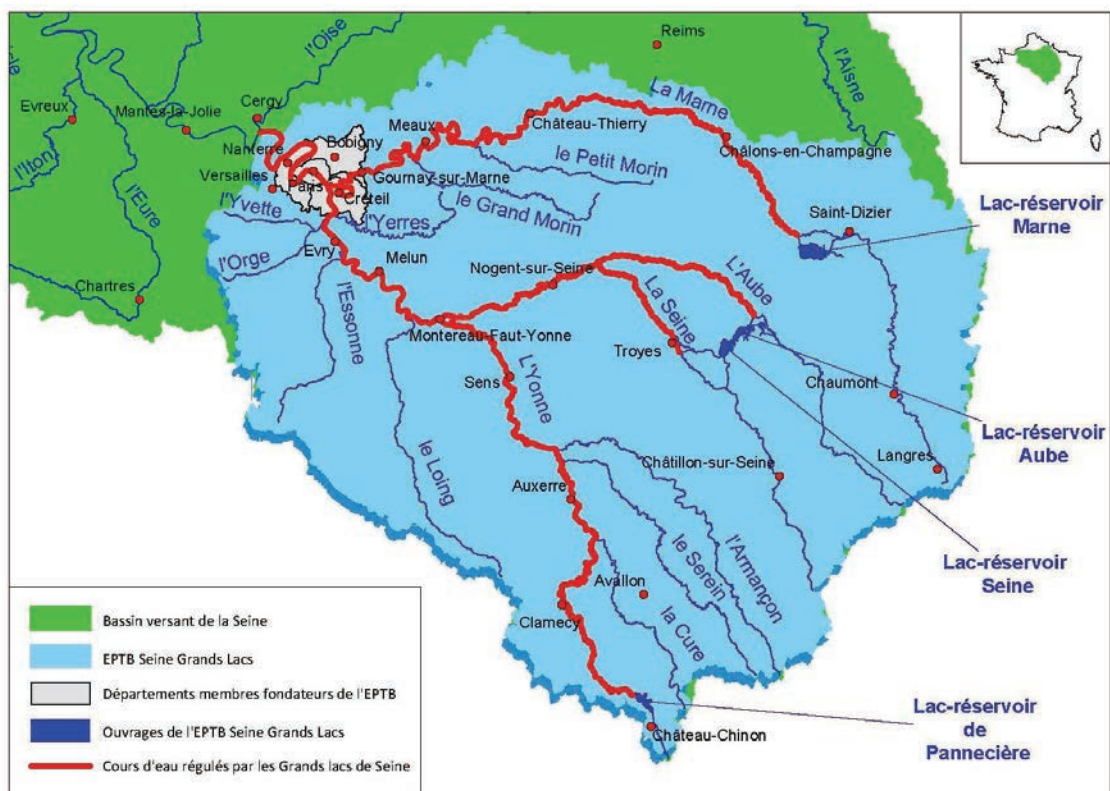 Reims
l'Oise
l'Aisne
Cergy
Evreux
Mantes-la-Jolie
La Marne
Meaux
Château-Thierry
Bobigny
Nanterre
Châlons-en-Champagne
le Petit Morin
l'Iton
Versailles
Paris
Gournay-sur-Marne
Créteil
l'Eure
l'Yvette
l'Yerres
le Grand Morin
Saint-Dizier
Lac-réservoir
Marne
Evry
l'Orge
Melun
Nogent-sur-Seine
L'Aube
Chartres
l'Essonne
La Seine
Montereau-Faut-Yonne
Troyes
Sens
L'Yonne
Chaumont
Lac-réservoir
Aube
le Loing
Châtillon-sur-Seine
Langres
Auxerre
l'Armançon
le Serein
Lac-réservoir
Seine
Avallon
Clamecy
la Cure
Lac-réservoir
de
Pannecière
Château-Chinon
Bassin versant de la Seine
EPTB Seine Grands Lacs
Départements membres fondateurs de l'EPTB
Ouvrages de l'EPTB Seine Grands Lacs
Cours d'eau régulés par les Grands lacs de Seine